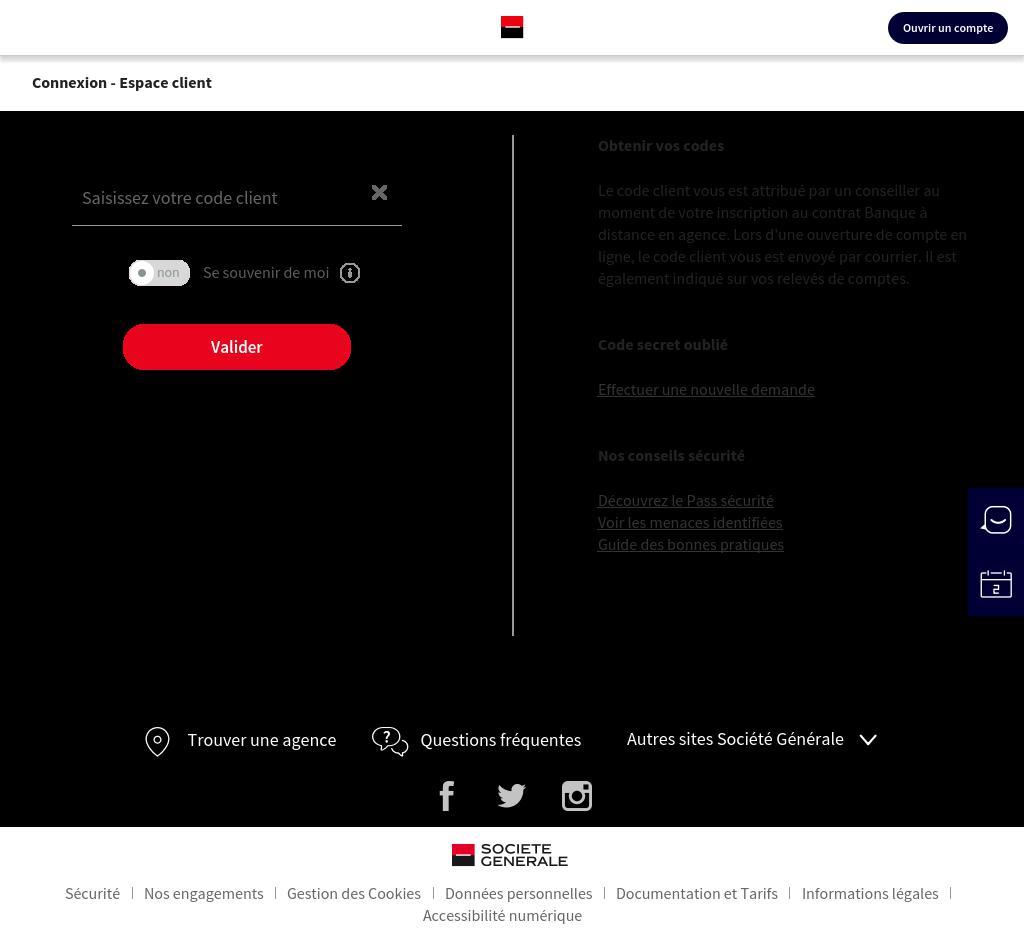 Ouvrir un compte
Connexion - Espace client
Obtenir vos codes
Saisissez votre code client
Le code client vous est attribué par un conseiller au
moment de votre inscription au contrat Banque à
distance en agence. Lors d'une ouverture de compte en
ligne, le code client vous est envoyé par courrier. Il est
également indiqué sur vos relevés de comptes.
non
Se souvenir de moi
Valider
Code secret oublié
Effectuer une nouvelle demande
Nos conseils sécurité
Découvrez le Pass sécurité
Voir les menaces identifiées
Guide des bonnes pratiques
2
Trouver une agence
Questions fréquentes
Autres sites Société Générale
SOCIETE
GENERALE
Sécurité
Nos engagements
Gestion des Cookies
Données personnelles
Documentation et Tarifs
Informations légales
Accessibilité numérique